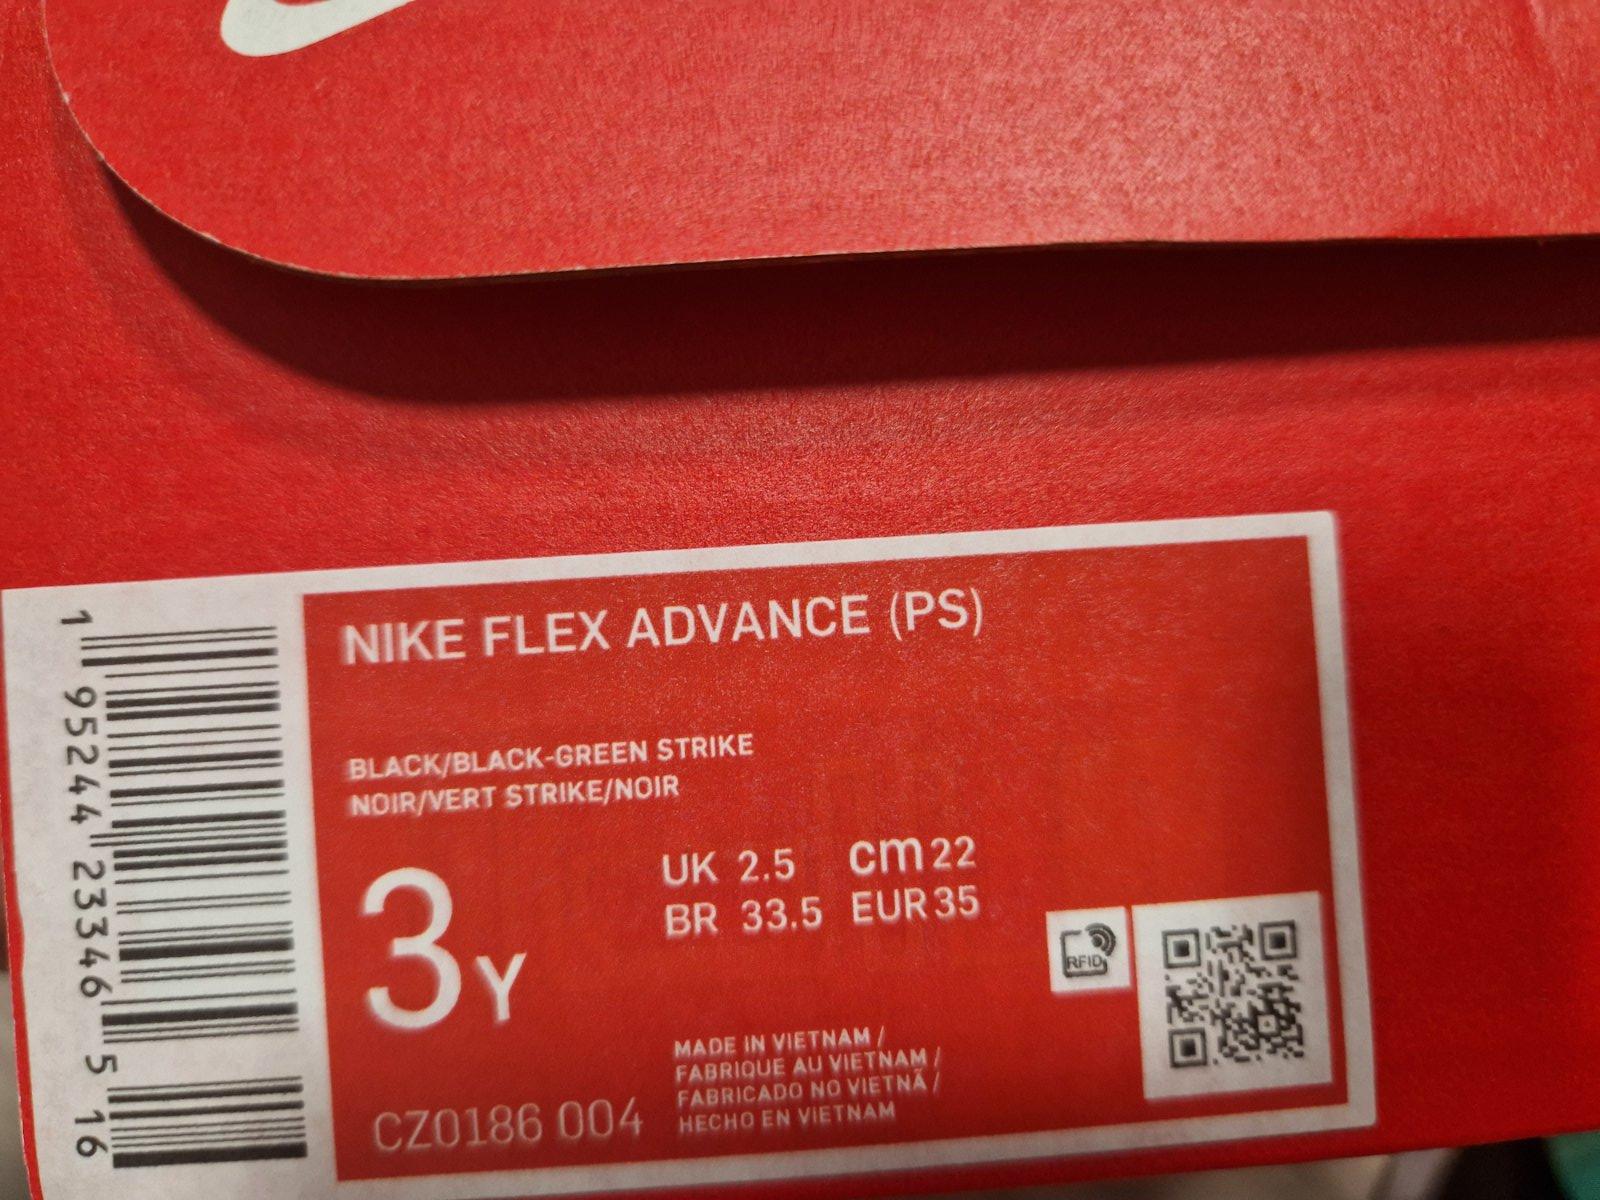 NIKE FLEX ADVANCE (PS)
BLACK/BLACK-GREEN STRIKE
NOIR/VERT STRIKE/NOIR
3Y
UK 2.5 cm 22
BR 33.5 EUR 35
RFID
MADE IN VIETNAM /
FABRIQUE AU VIETNAM /
FABRICADO NO VIETNÃ /
HECHO EN VIETNAM
CZ0186 004
1 95244 23346 5 16